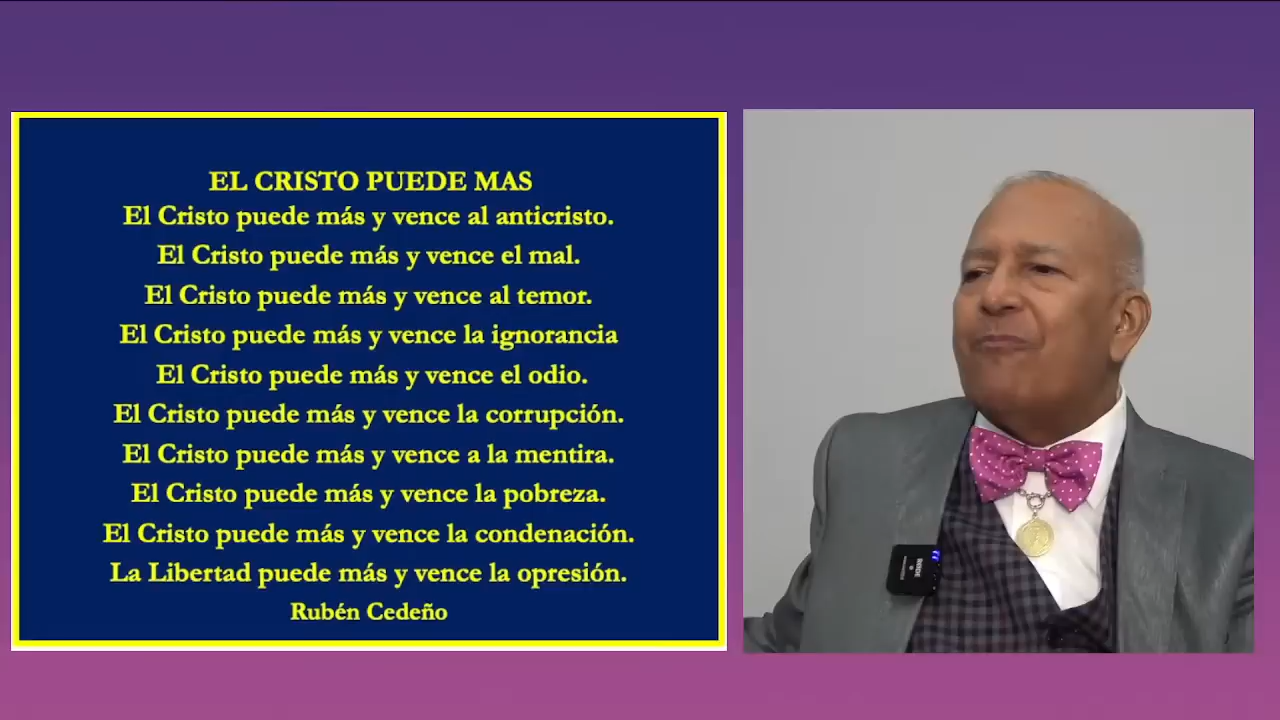 EL CRISTO PUEDE MAS
El Cristo puede más y vence al anticristo.
El Cristo puede más y vence el mal.
El Cristo puede más y vence al temor.
El Cristo puede más y vence la ignorancia
El Cristo puede más y vence el odio.
El Cristo puede más y vence la corrupción.
El Cristo puede más y vence a la mentira.
El Cristo puede más y vence la pobreza.
El Cristo puede más y vence la condenación.
La Libertad puede más y vence la opresión.
Rubén Cedeño
RØDE